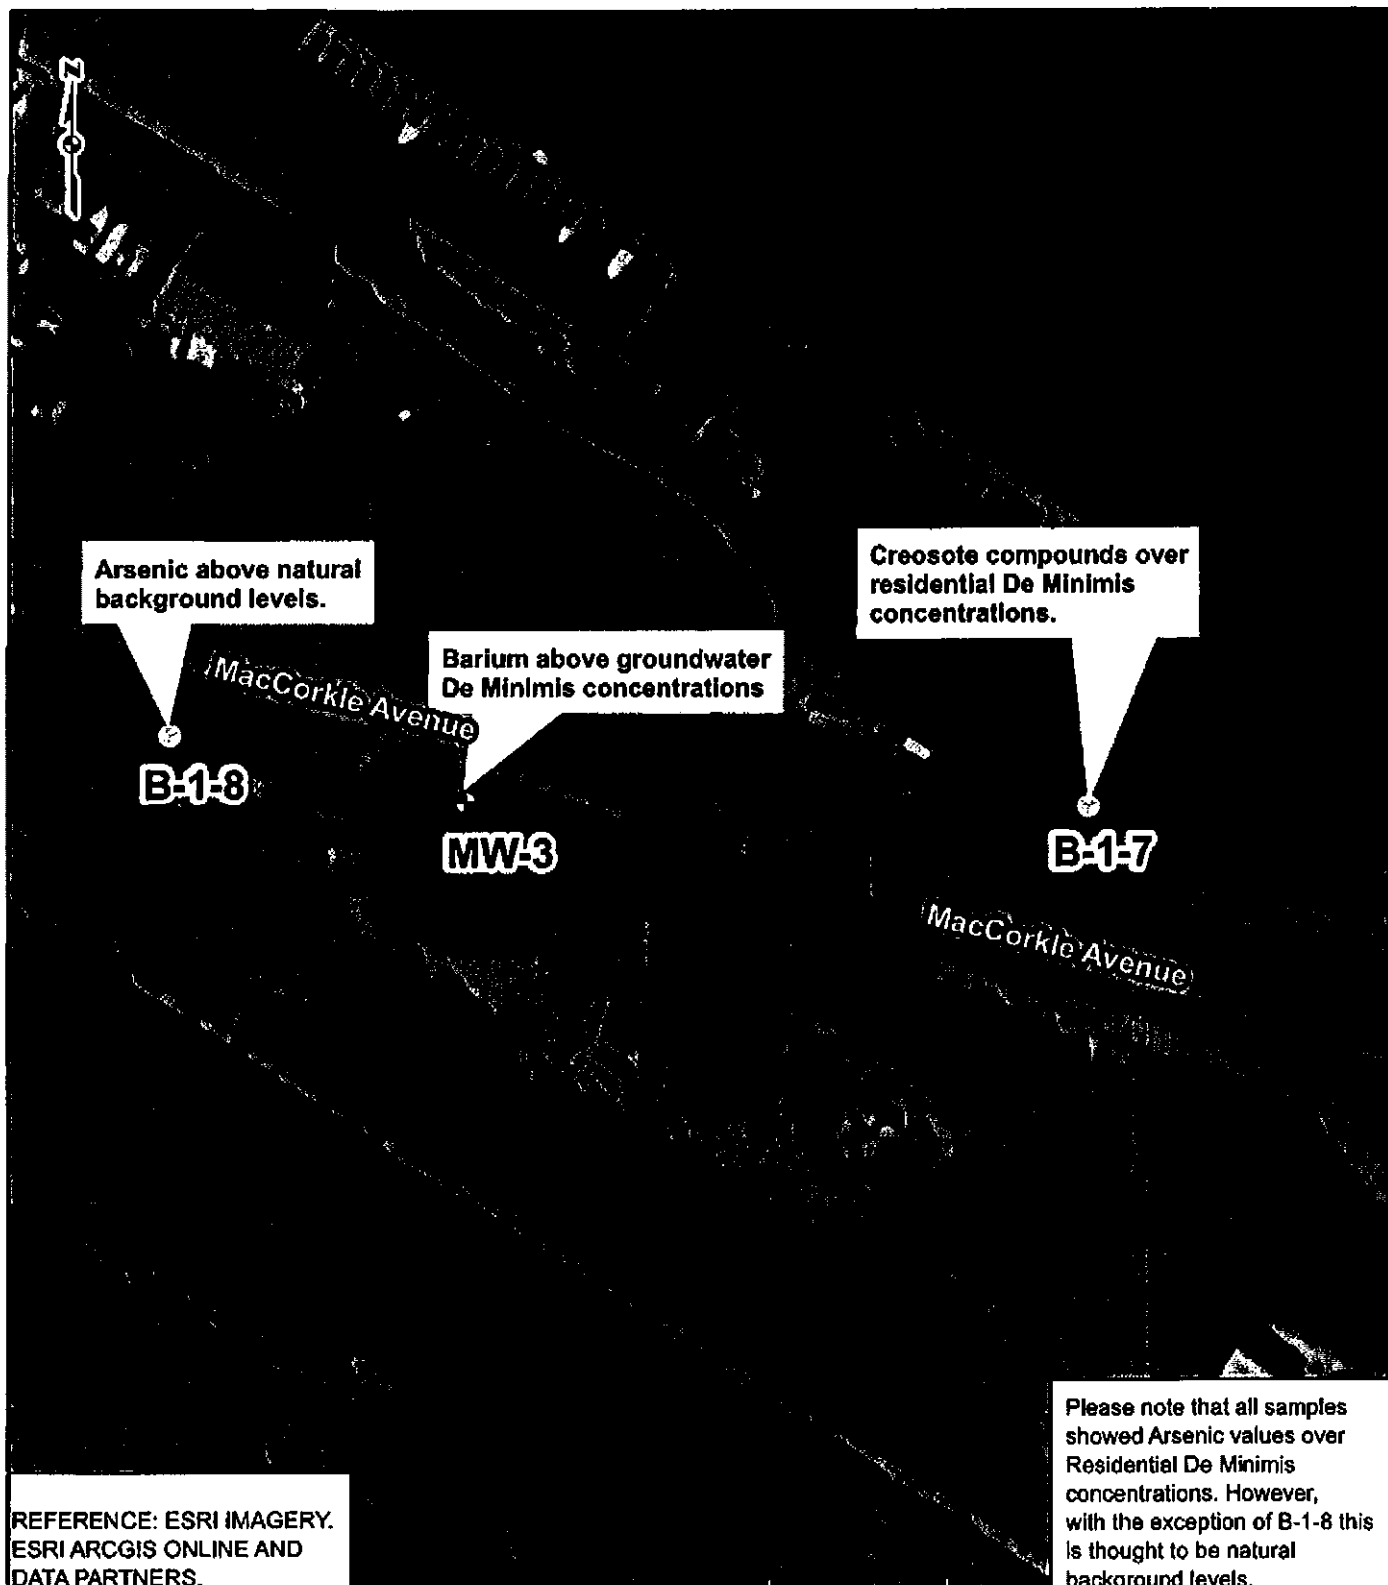 N
Arsenic above natural
background levels.
Creosote compounds over
residential De Minimis
concentrations.
Barium above groundwater
De Minimis concentrations
MacCorkle Avenue
B-1-8
MW-3
B-1-7
MacCorkle Avenue
Please note that all samples
showed Arsenic values over
Residential De Minimis
concentrations. However,
with the exception of B-1-8 this
is thought to be natural
background levels.
REFERENCE: ESRI IMAGERY.
ESRI ARCGIS ONLINE AND
DATA PARTNERS.